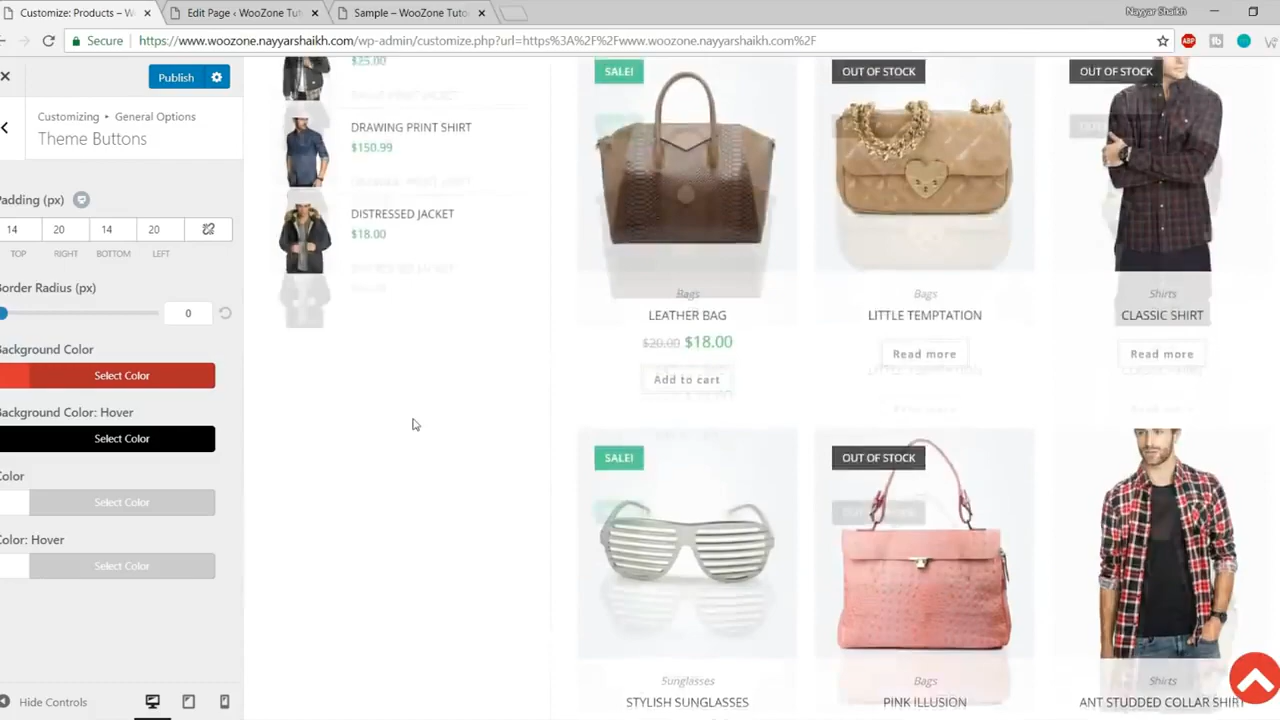 Customize: Products – W
Edit Page ‹ WooZone Tut
Sample – WooZone Tuto
Nayyar Shaikh
Secure
https://www.woozone.nayyarshaikh.com/wp-admin/customize.php?url=https%3A%2F%2Fwww.woozone.nayyarshaikh.com%2F
ABP
Publish
Customizing • General Options
Theme Buttons
Padding (px)
14 20 14 20
TOP RIGHT BOTTOM LEFT
Border Radius (px)
0
Background Color
Select Color
Background Color: Hover
Select Color
Color
Select Color
Color: Hover
Select Color
Hide Controls
$25.00
DRAWING PRINT SHIRT
$150.99
DISTRESSED JACKET
$18.00
SALE!
Bags
LEATHER BAG
$20.00 $18.00
Add to cart
OUT OF STOCK
Bags
LITTLE TEMPTATION
Read more
OUT OF STOCK
Shirts
CLASSIC SHIRT
Read more
SALE!
Sunglasses
STYLISH SUNGLASSES
OUT OF STOCK
Bags
PINK ILLUSION
Shirts
ANT STUDDED COLLAR SHIRT